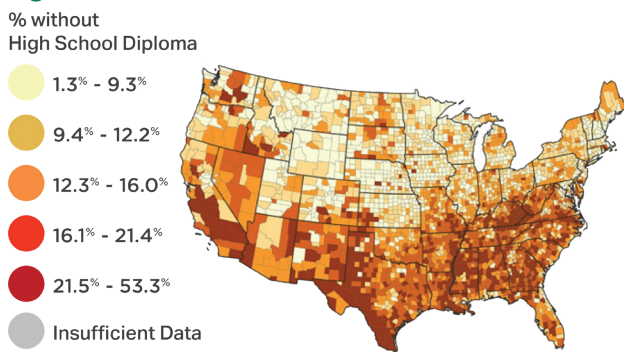 % without
High School Diploma
1.3% - 9.3%
9.4% - 12.2%
12.3% - 16.0%
16.1% - 21.4%
21.5% - 53.3%
Insufficient Data